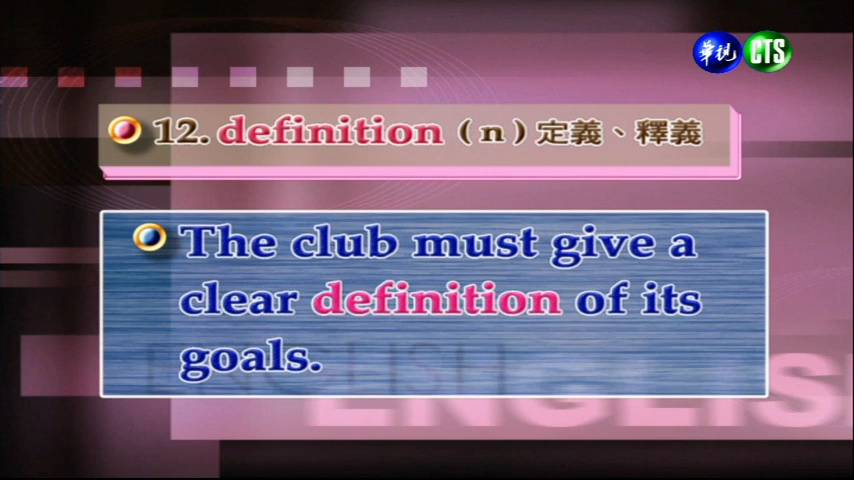 華視 CTS
12. definition (n) 定義、釋義
The club must give a
clear definition of its
goals.
ENGLISH
ENGLIS